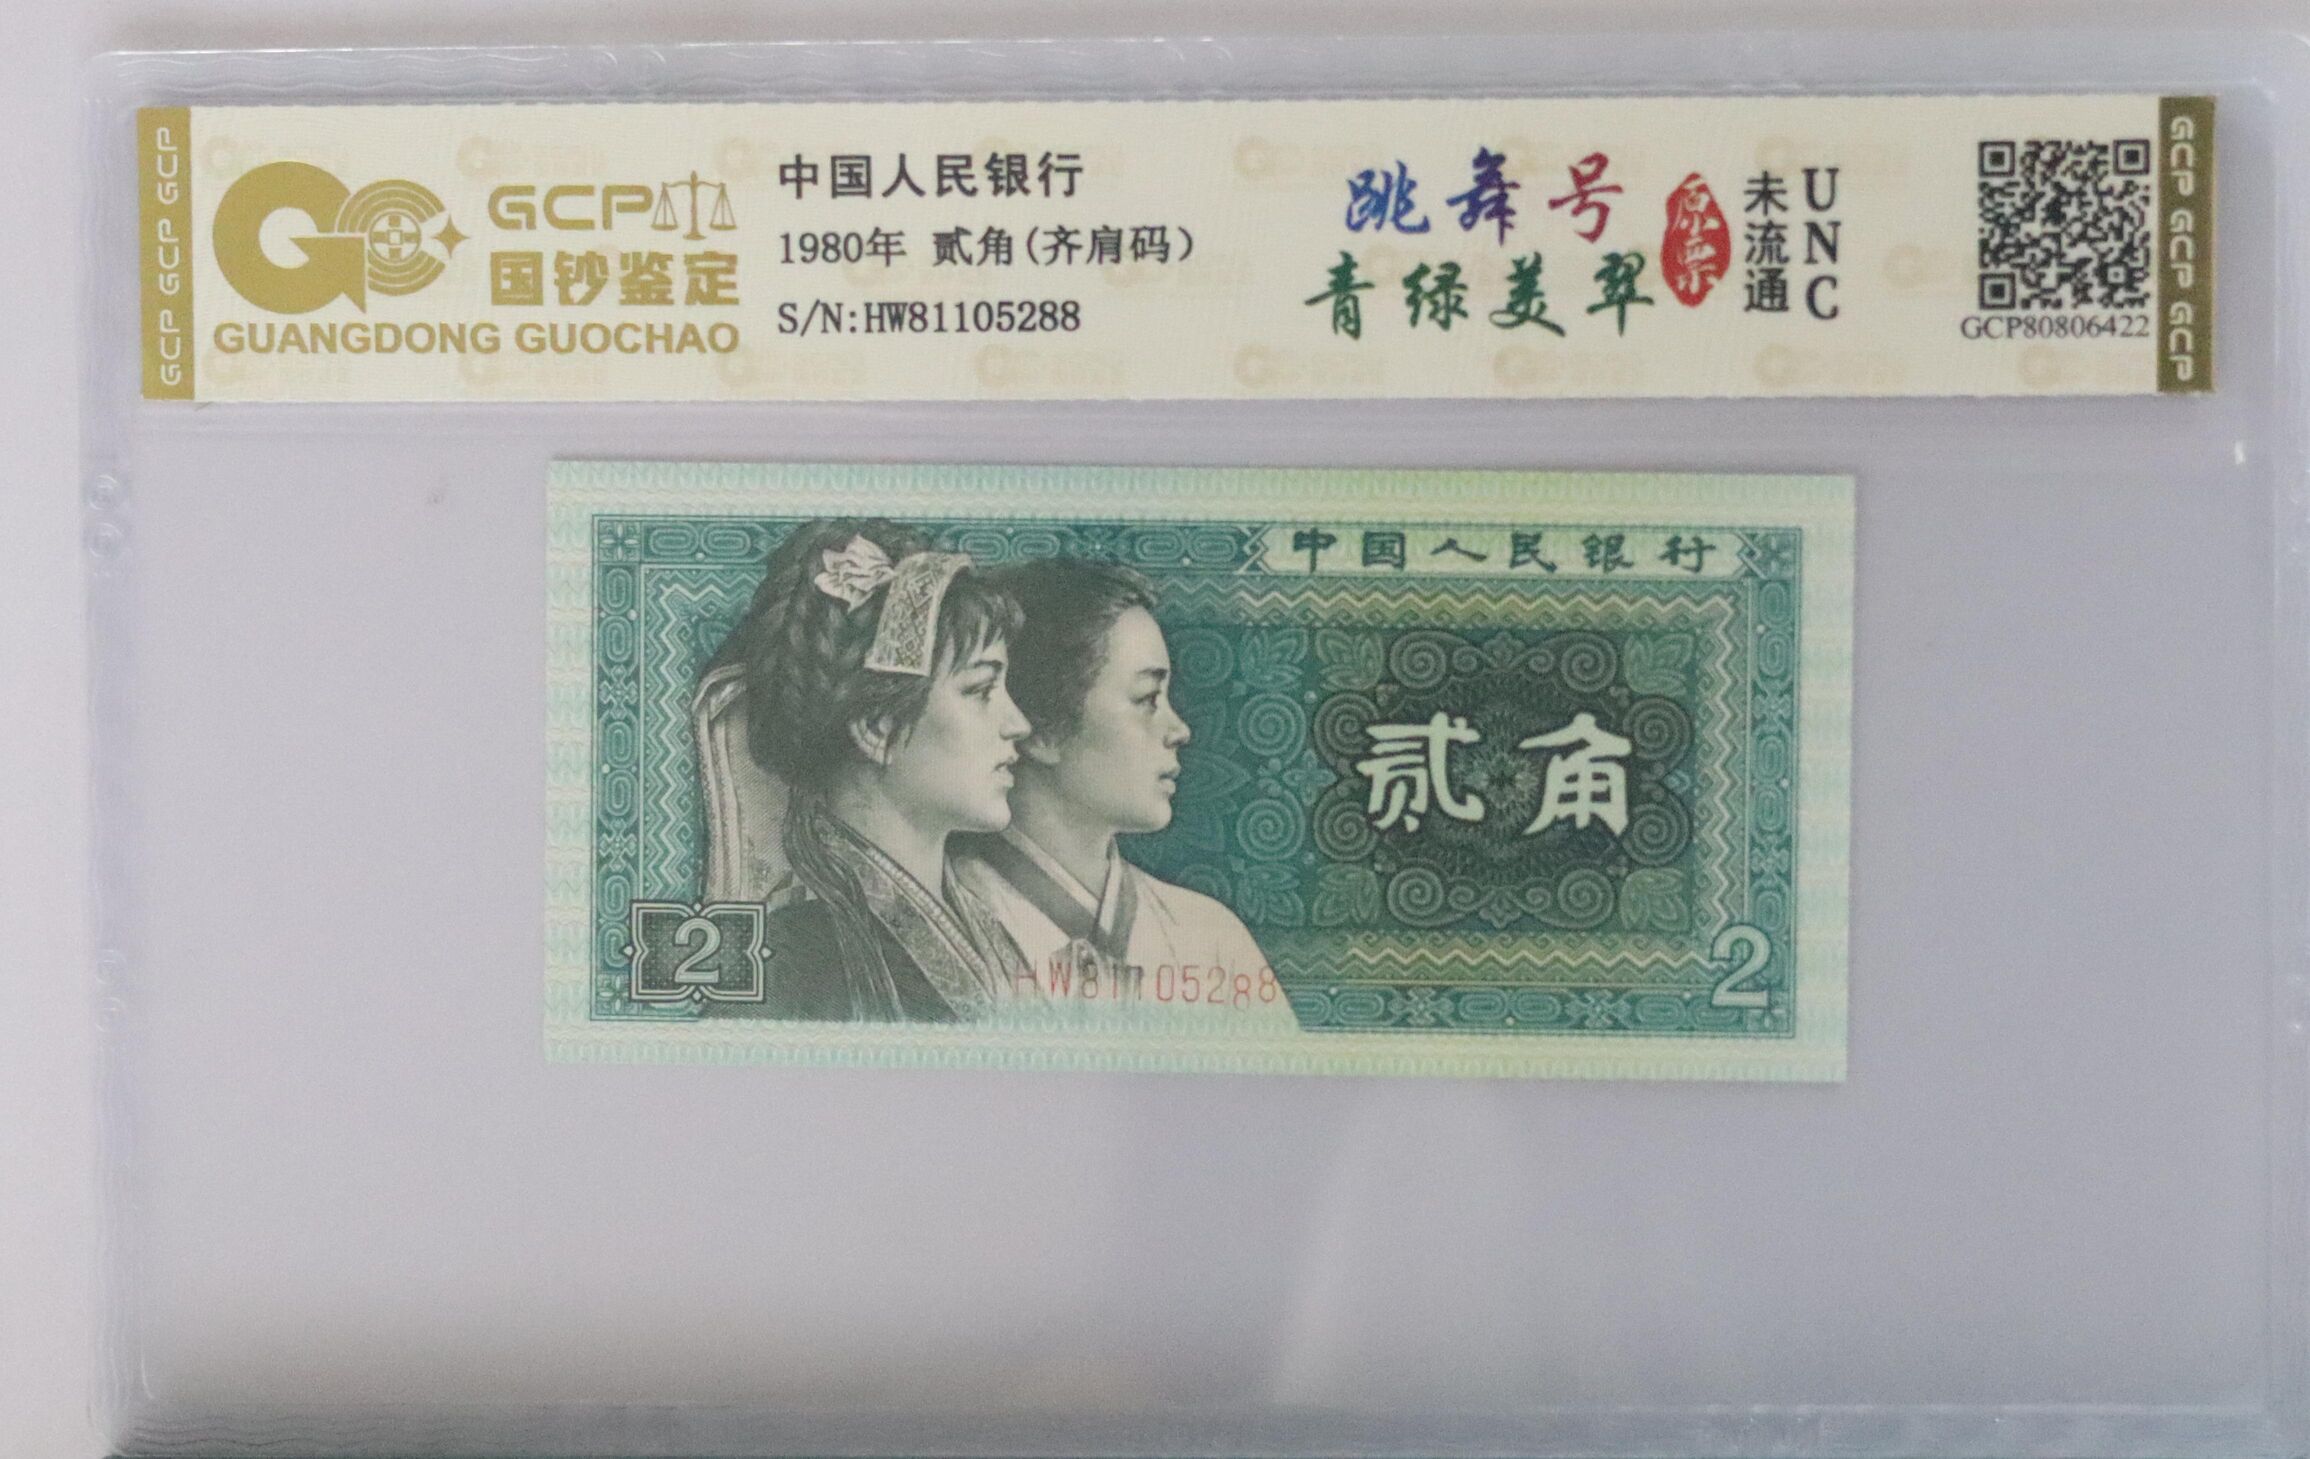 GCP GCP GCP
GCP
国钞鉴定
GUANGDONG GUOCHAO
中国人民银行
1980年 贰角(齐肩码)
S/N:HW81105288
跳舞号
青绿美翠
原票
未流通
UNC
GCP80806422
GCP GCP GCP
中国人民银行
贰角
2
HW81105288
2